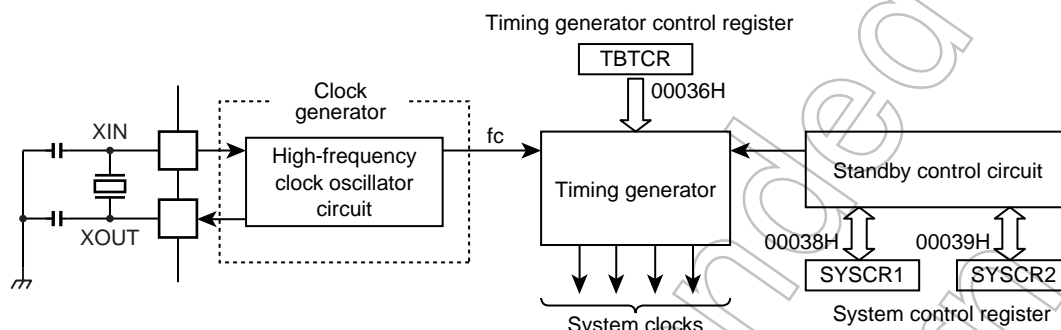 Timing generator control register
TBTCR
00036H
Clock
generator
XIN
fc
High-frequency
clock oscillator
circuit
Timing generator
Standby control circuit
XOUT
00038H
00039H
SYSCR1
SYSCR2
System clocks
System control register